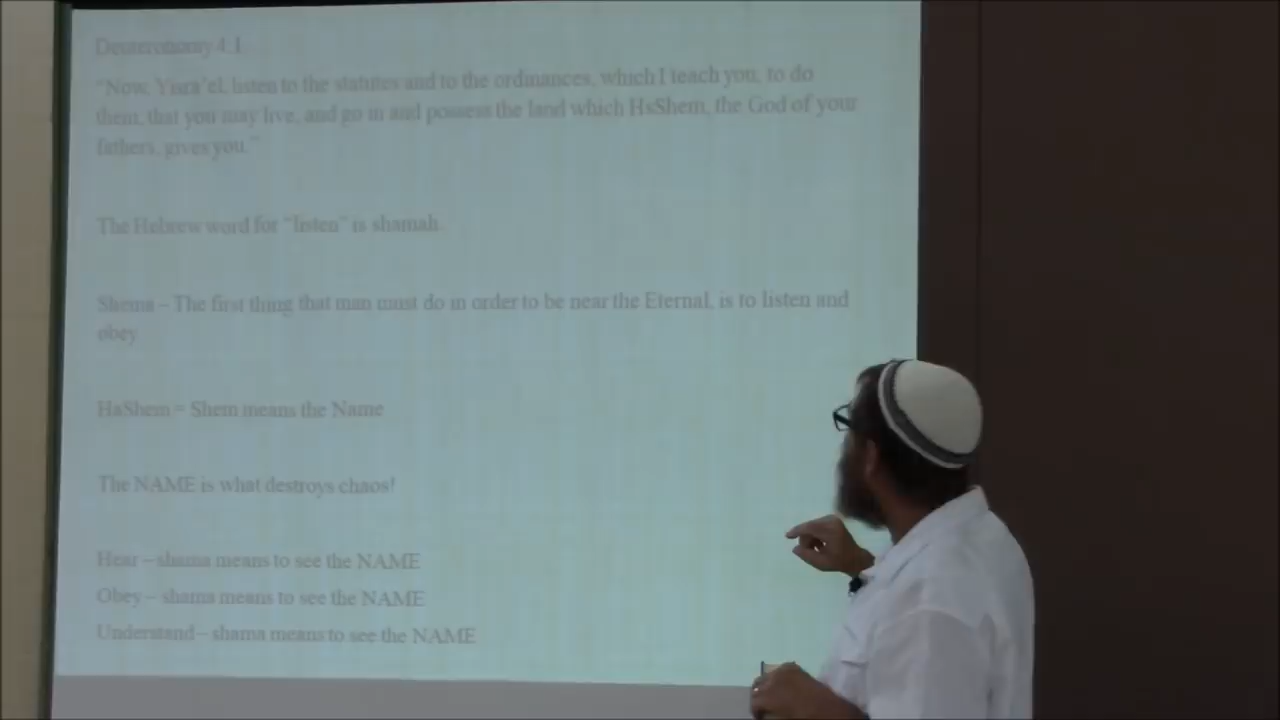 Deuteronomy 4:1
"Now, Yisra'el, listen to the statutes and to the ordinances, which I teach you, to do
them, that you may live, and go in and possess the land which HsShem, the God of your
fathers, gives you."
The Hebrew word for "listen" is shamah.
Shema – The first thing that man must do in order to be near the Eternal, is to listen and
obey
HaShem = Shem means the Name
The NAME is what destroys chaos!
Hear – shama means to see the NAME
Obey – shama means to see the NAME
Understand – shama means to see the NAME